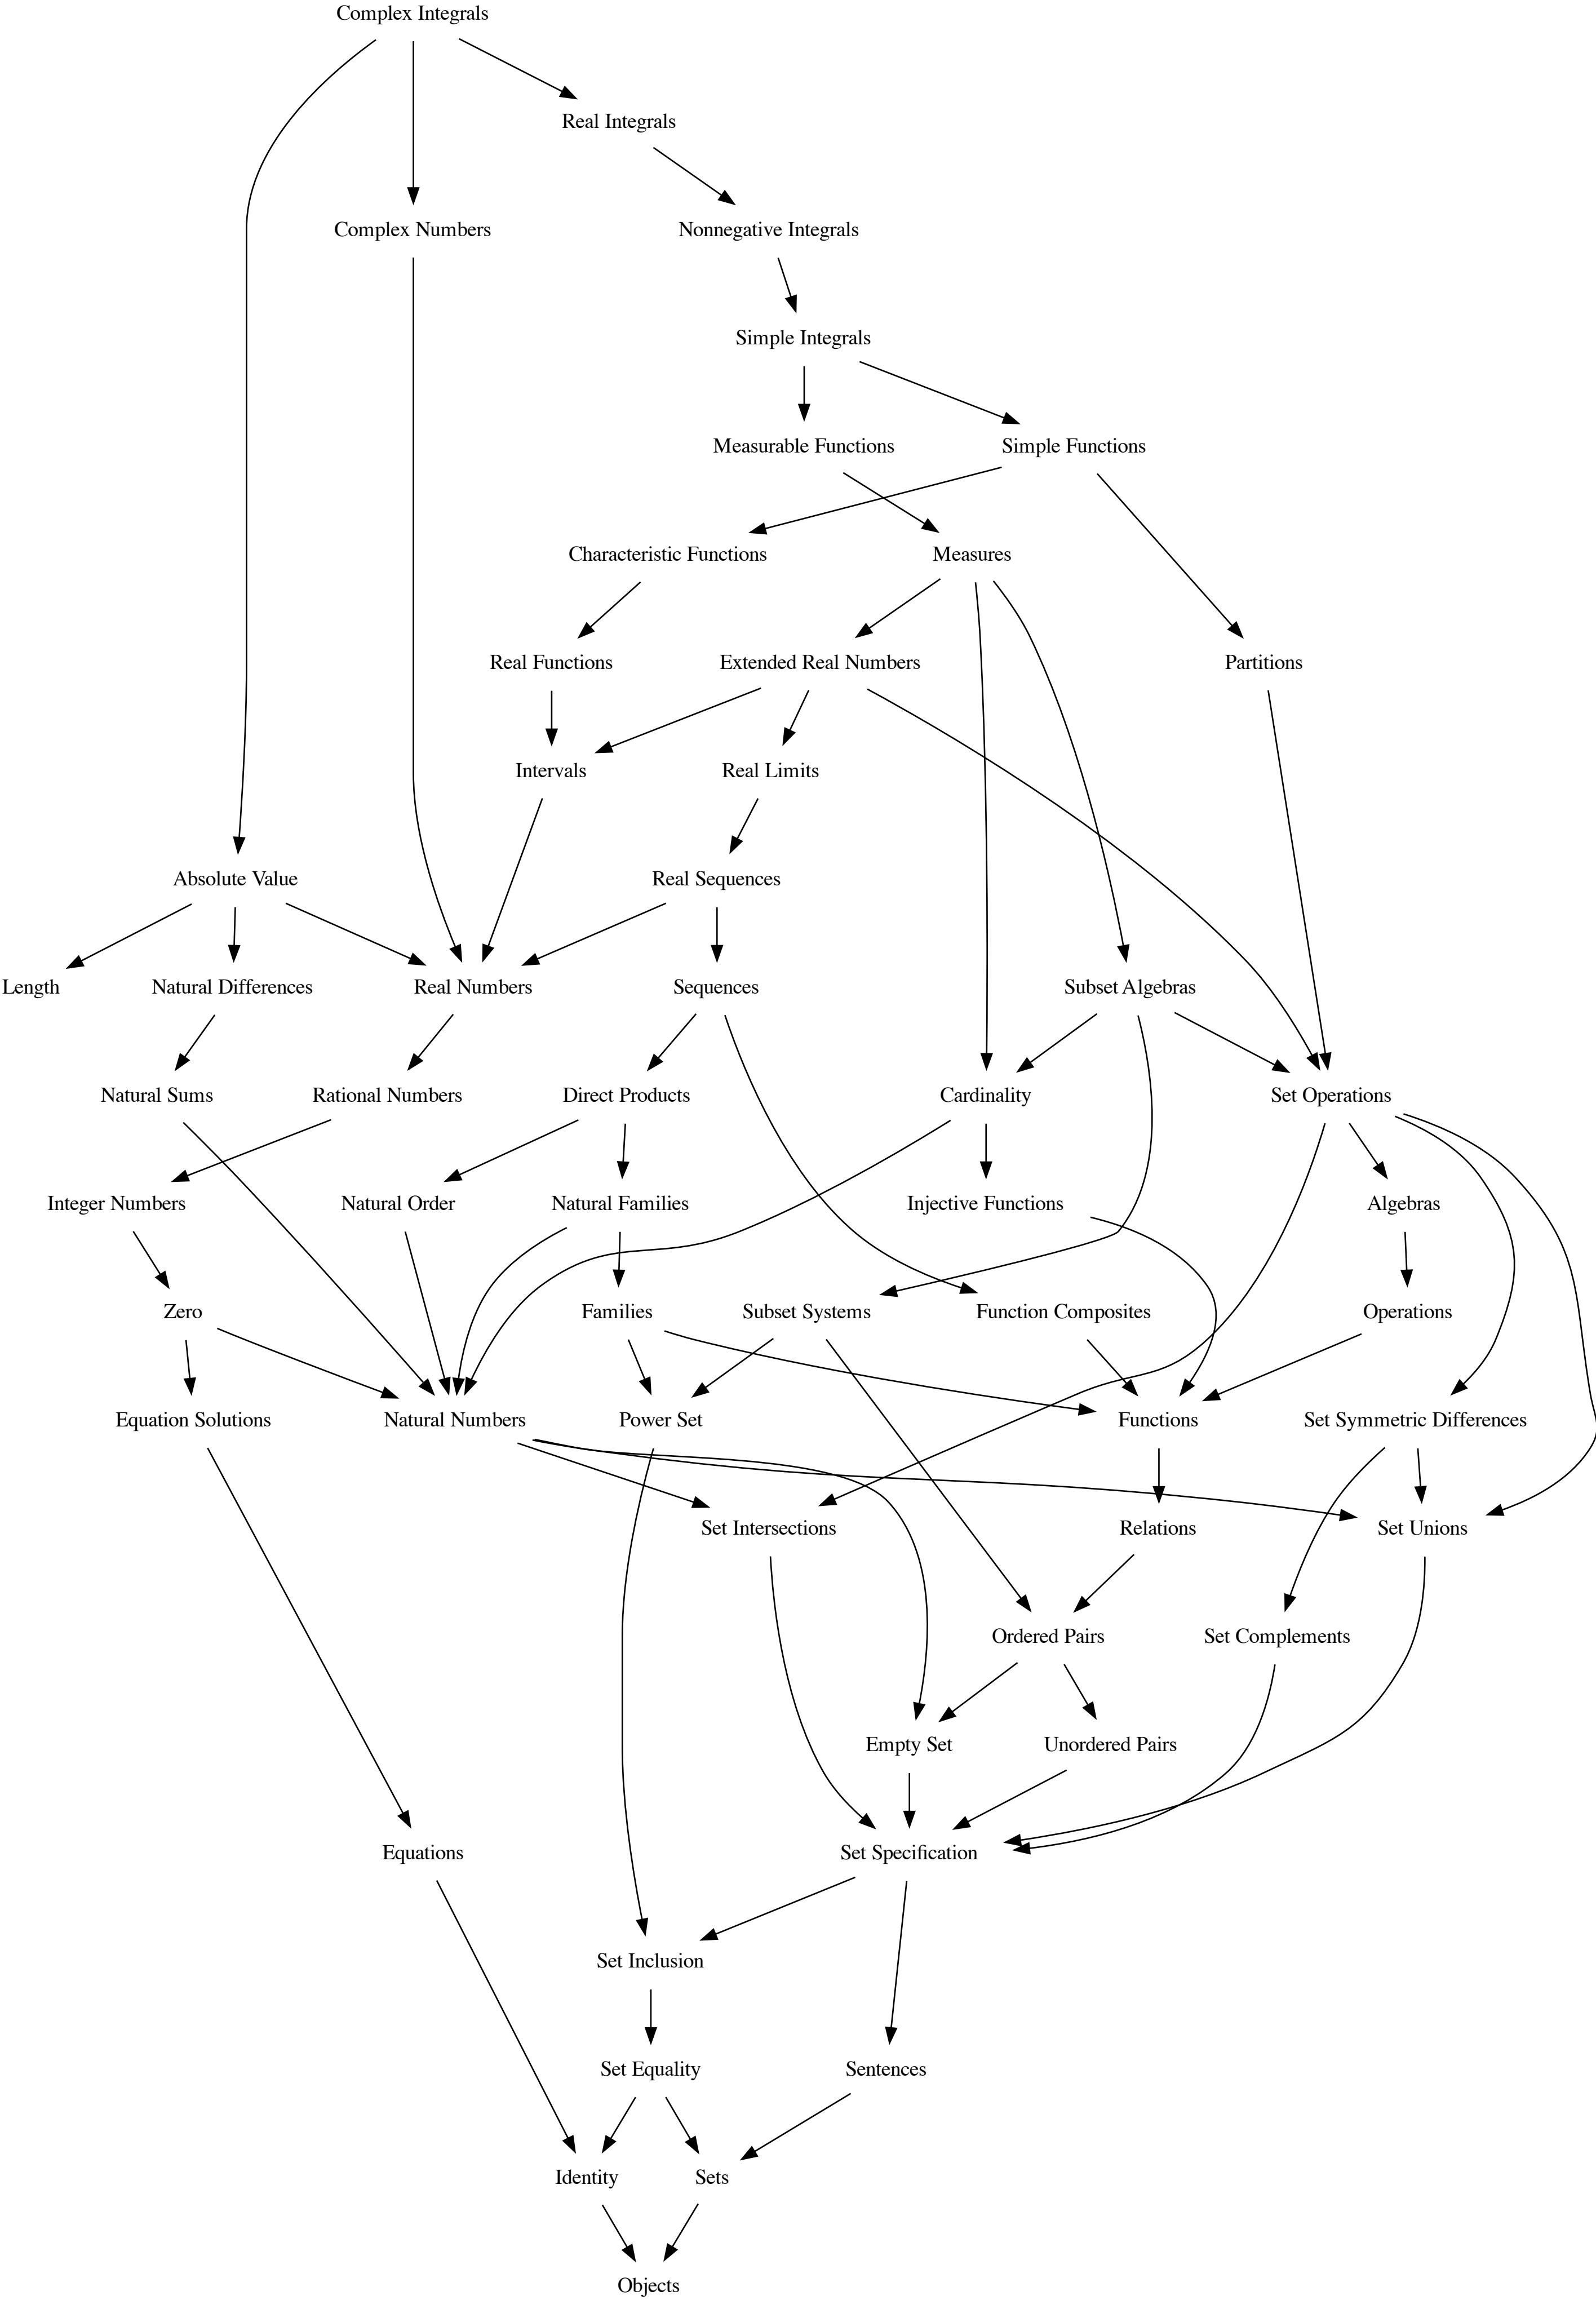 Complex Integrals
Real Integrals
Complex Numbers
Nonnegative Integrals
Simple Integrals
Measurable Functions
Simple Functions
Characteristic Functions
Measures
Real Functions
Extended Real Numbers
Partitions
Intervals
Real Limits
Absolute Value
Real Sequences
Length
Natural Differences
Real Numbers
Sequences
Subset Algebras
Natural Sums
Rational Numbers
Direct Products
Cardinality
Set Operations
Integer Numbers
Natural Order
Natural Families
Injective Functions
Algebras
Zero
Families
Subset Systems
Function Composites
Operations
Equation Solutions
Natural Numbers
Power Set
Functions
Set Symmetric Differences
Set Intersections
Relations
Set Unions
Ordered Pairs
Set Complements
Empty Set
Unordered Pairs
Equations
Set Specification
Set Inclusion
Set Equality
Sentences
Identity
Sets
Objects